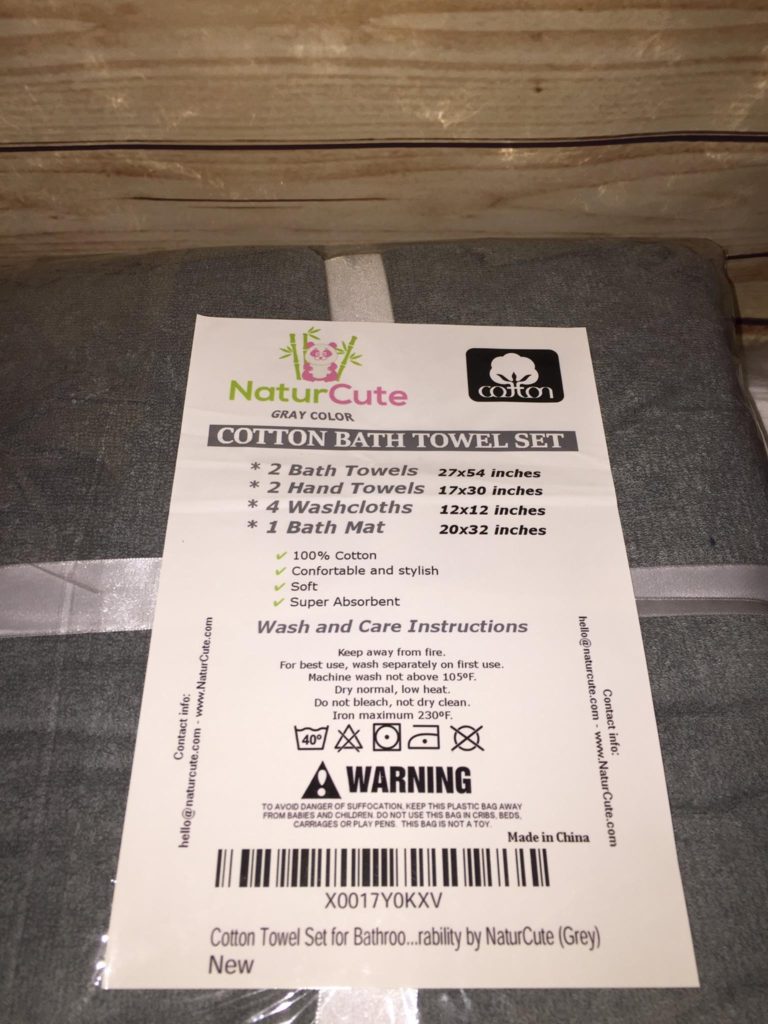 NaturCute
cotton
GRAY COLOR
COTTON BATH TOWEL SET
* 2 Bath Towels 27x54 inches
* 2 Hand Towels 17x30 inches
* 4 Washcloths 12x12 inches
* 1 Bath Mat 20x32 inches
✓ 100% Cotton
✓ Confortable and stylish
✓ Soft
✓ Super Absorbent
Wash and Care Instructions
Keep away from fire.
For best use, wash separately on first use.
Machine wash not above 105ºF.
Dry normal, low heat.
Do not bleach, not dry clean.
Iron maximum 230ºF.
40°
WARNING
TO AVOID DANGER OF SUFFOCATION, KEEP THIS PLASTIC BAG AWAY
FROM BABIES AND CHILDREN. DO NOT USE THIS BAG IN CRIBS, BEDS,
CARRIAGES OR PLAY PENS. THIS BAG IS NOT A TOY.
Contact info:
hello@naturcute.com - www.NaturCute.com
Contact info:
hello@naturcute.com - www.NaturCute.com
Made in China
X0017Y0KXV
Cotton Towel Set for Bathroo...rability by NaturCute (Grey)
New